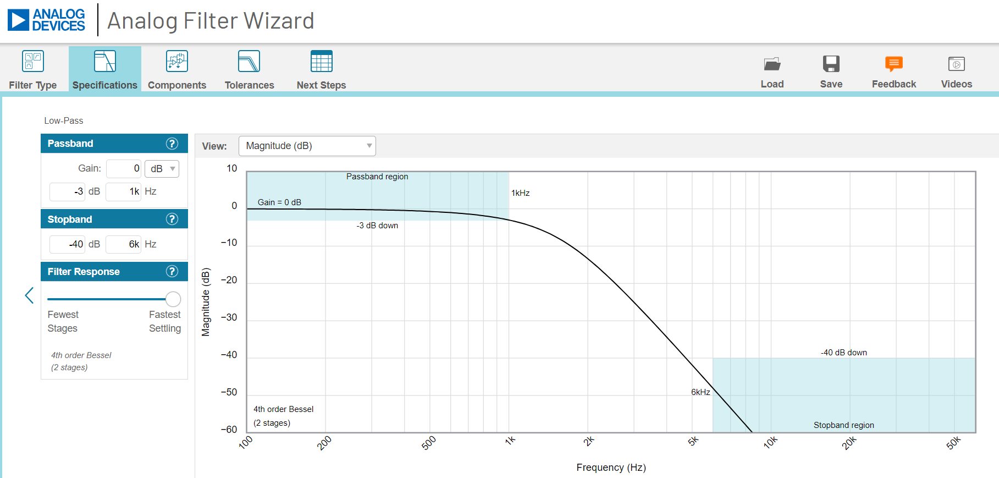 ANALOG
DEVICES
Analog Filter Wizard
Filter Type
Specifications
Components
Tolerances
Next Steps
Load
Save
Feedback
Videos
Low-Pass
Passband ?
Gain: 0 dB
-3 dB 1k Hz
Stopband ?
-40 dB 6k Hz
Filter Response ?
Fewest
Stages
Fastest
Settling
4th order Bessel
(2 stages)
View: Magnitude (dB)
10
0
−10
−20
−30
−40
−50
−60
Magnitude (dB)
Passband region
1kHz
Gain = 0 dB
-3 dB down
-40 dB down
6kHz
4th order Bessel
(2 stages)
Stopband region
100
200
500
1k
2k
5k
10k
20k
50k
Frequency (Hz)